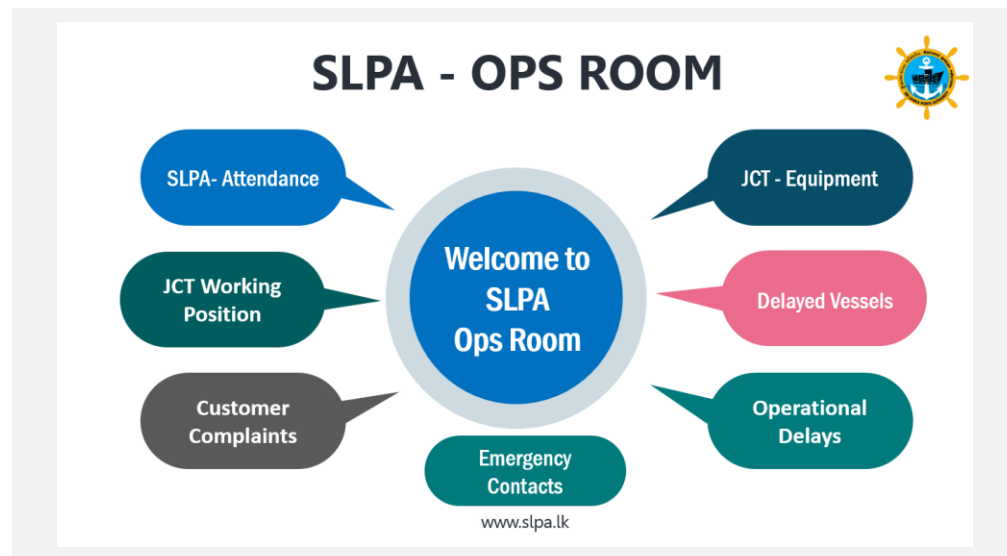 SLPA - OPS ROOM
SLPA- Attendance
JCT - Equipment
Welcome to
SLPA
Ops Room
JCT Working
Position
Delayed Vessels
Customer
Complaints
Operational
Delays
Emergency
Contacts
www.slpa.lk